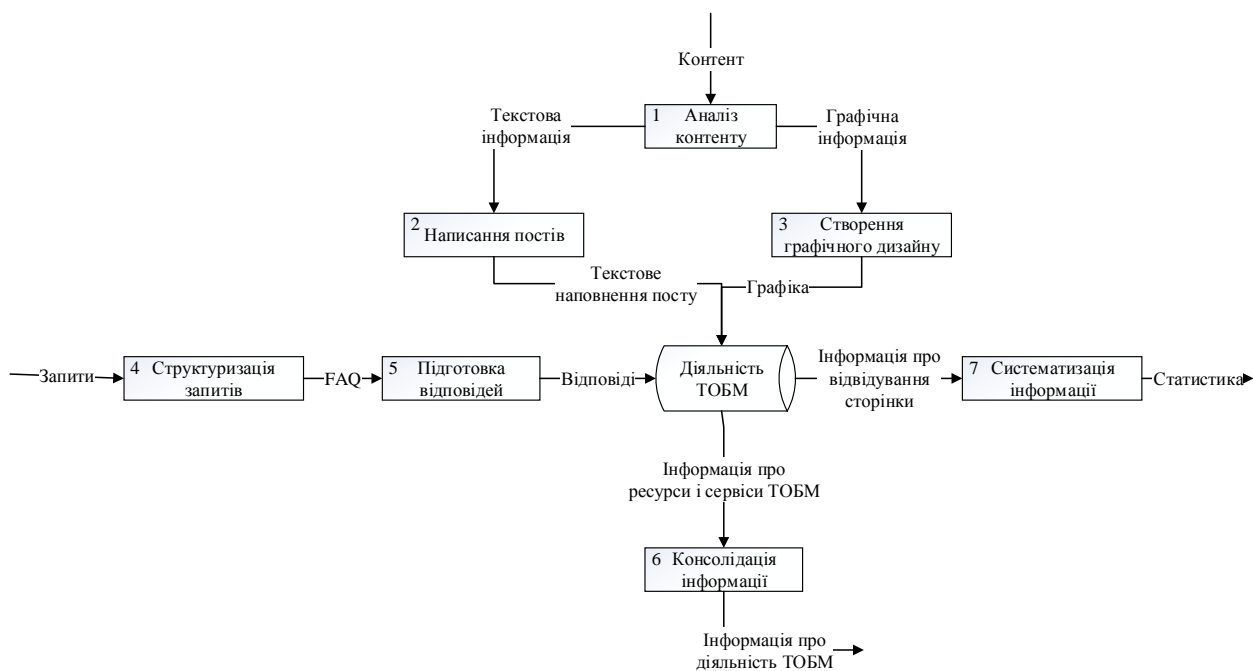 Контент
Текстова
інформація
1
Аналіз
контенту
Графічна
інформація
2
Написання постів
3
Створення
графічного дизайну
Текстове
наповнення посту
Графіка
Запити
4
Структуризація
запитів
FAQ
5
Підготовка
відповідей
Відповіді
Діяльність
ТОБМ
Інформація про
відвідування
сторінки
7
Систематизація
інформації
Статистика
Інформація про
ресурси і сервіси ТОБМ
6
Консолідація
інформації
Інформація про
діяльність ТОБМ